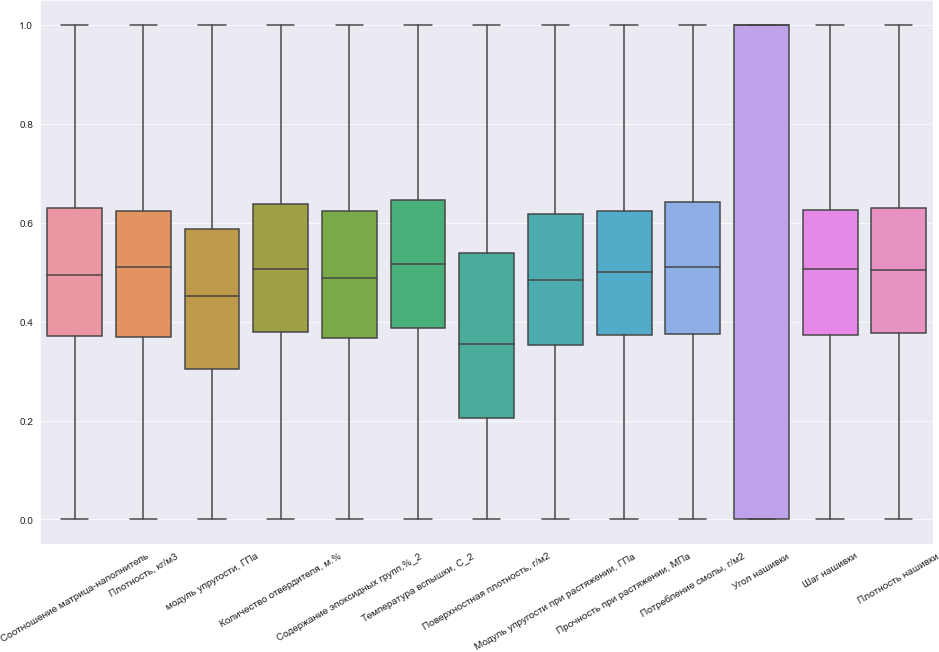 1.0
0.8
0.6
0.4
0.2
0.0
Соотношение матрица-наполнитель
Плотность, кг/м3
модуль упругости, ГПа
Количество отвердителя, м.%
Содержание эпоксидных групп,%_2
Температура вспышки, С_2
Поверхностная плотность, г/м2
Модуль упругости при растяжении, ГПа
Прочность при растяжении, МПа
Потребление смолы, г/м2
Угол нашивки
Шаг нашивки
Плотность нашивки